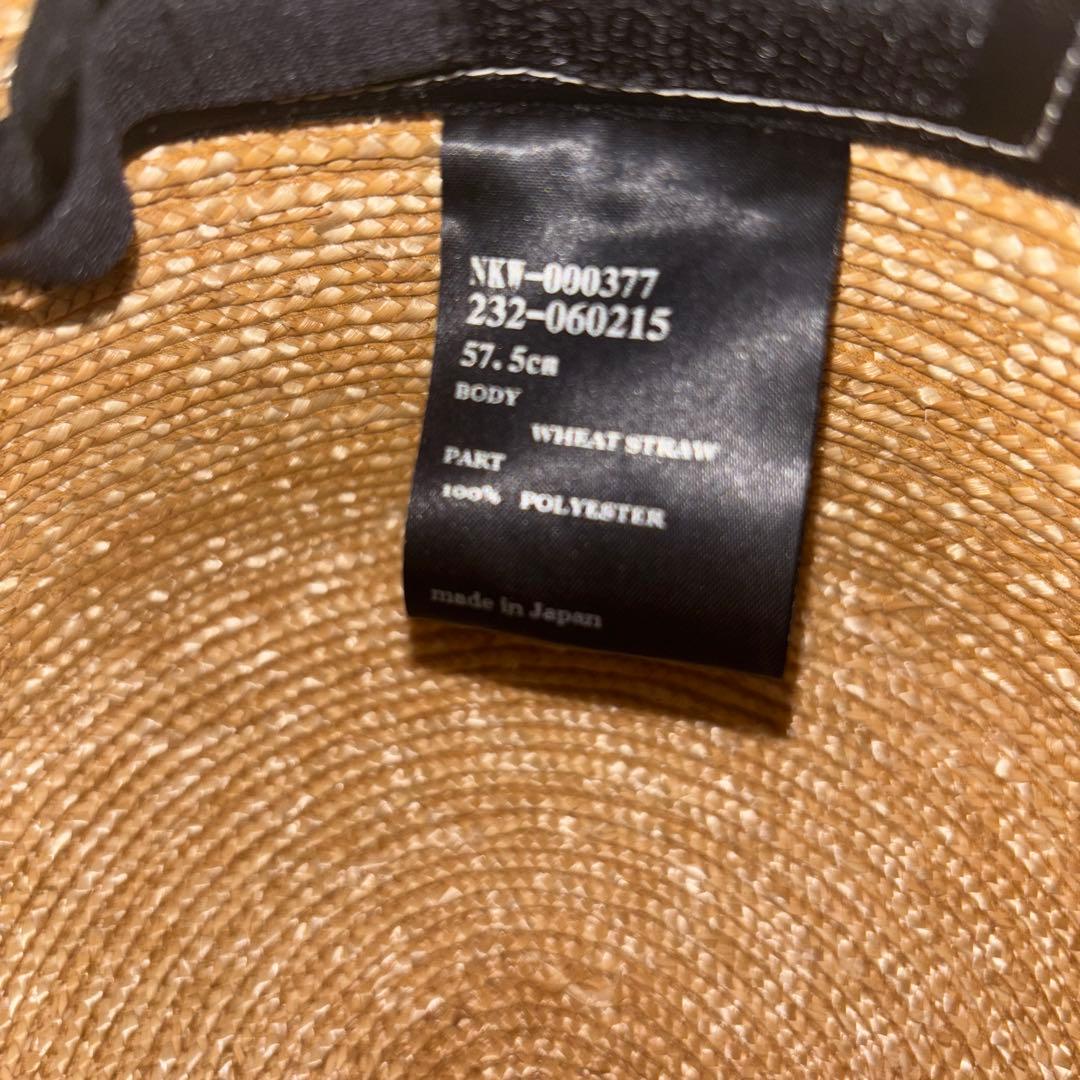 NKW-000377
232-060215
57.5cm
BODY
WHEAT STRAW
PART
100% POLYESTER
made in Japan